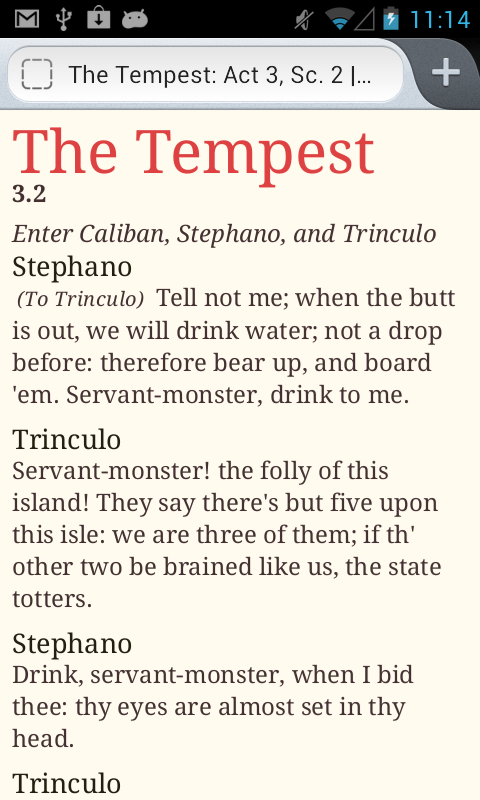 11:14
The Tempest: Act 3, Sc. 2 |...
The Tempest
3.2
Enter Caliban, Stephano, and Trinculo
Stephano
(To Trinculo) Tell not me; when the butt
is out, we will drink water; not a drop
before: therefore bear up, and board
'em. Servant-monster, drink to me.
Trinculo
Servant-monster! the folly of this
island! They say there's but five upon
this isle: we are three of them; if th'
other two be brained like us, the state
totters.
Stephano
Drink, servant-monster, when I bid
thee: thy eyes are almost set in thy
head.
Trinculo